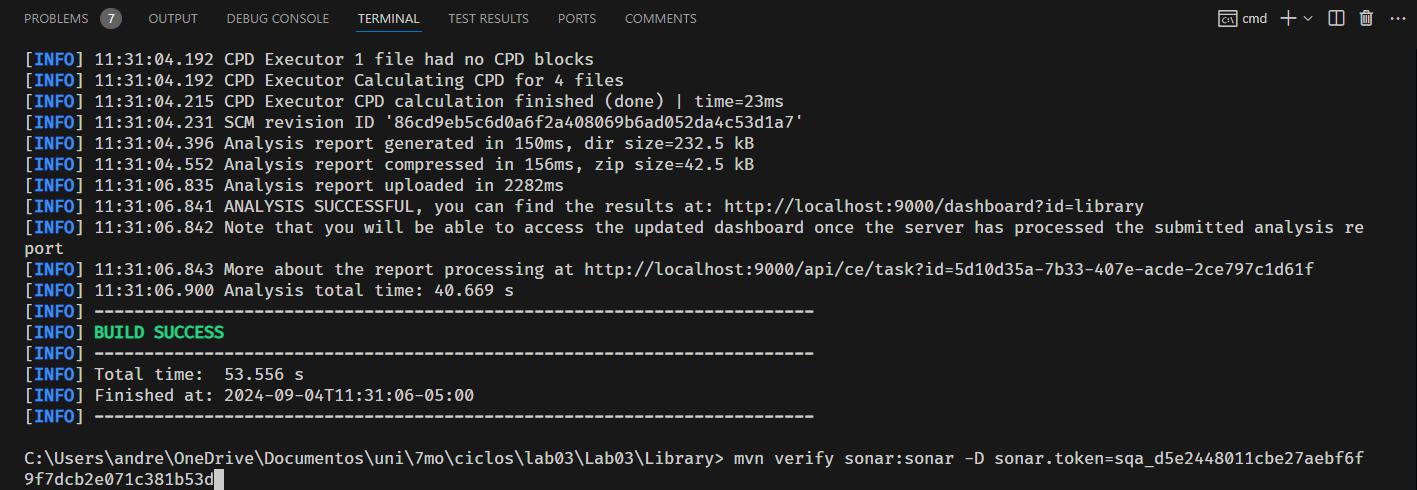 PROBLEMS 7 OUTPUT DEBUG CONSOLE TERMINAL TEST RESULTS PORTS COMMENTS cmd
[INFO] 11:31:04.192 CPD Executor 1 file had no CPD blocks
[INFO] 11:31:04.192 CPD Executor Calculating CPD for 4 files
[INFO] 11:31:04.215 CPD Executor CPD calculation finished (done) | time=23ms
[INFO] 11:31:04.231 SCM revision ID '86cd9eb5c6d0a6f2a408069b6ad052da4c53d1a7'
[INFO] 11:31:04.396 Analysis report generated in 150ms, dir size=232.5 kB
[INFO] 11:31:04.552 Analysis report compressed in 156ms, zip size=42.5 kB
[INFO] 11:31:06.835 Analysis report uploaded in 2282ms
[INFO] 11:31:06.841 ANALYSIS SUCCESSFUL, you can find the results at: http://localhost:9000/dashboard?id=library
[INFO] 11:31:06.842 Note that you will be able to access the updated dashboard once the server has processed the submitted analysis re
port
[INFO] 11:31:06.843 More about the report processing at http://localhost:9000/api/ce/task?id=5d10d35a-7b33-407e-acde-2ce797c1d61f
[INFO] 11:31:06.900 Analysis total time: 40.669 s
[INFO] ------------------------------------------------------------------------
[INFO] BUILD SUCCESS
[INFO] ------------------------------------------------------------------------
[INFO] Total time:  53.556 s
[INFO] Finished at: 2024-09-04T11:31:06-05:00
[INFO] ------------------------------------------------------------------------
C:\Users\andre\OneDrive\Documentos\uni\7mo\ciclos\lab03\Lab03\Library> mvn verify sonar:sonar -D sonar.token=sqa_d5e2448011cbe27aebf6f
9f7dcb2e071c381b53d